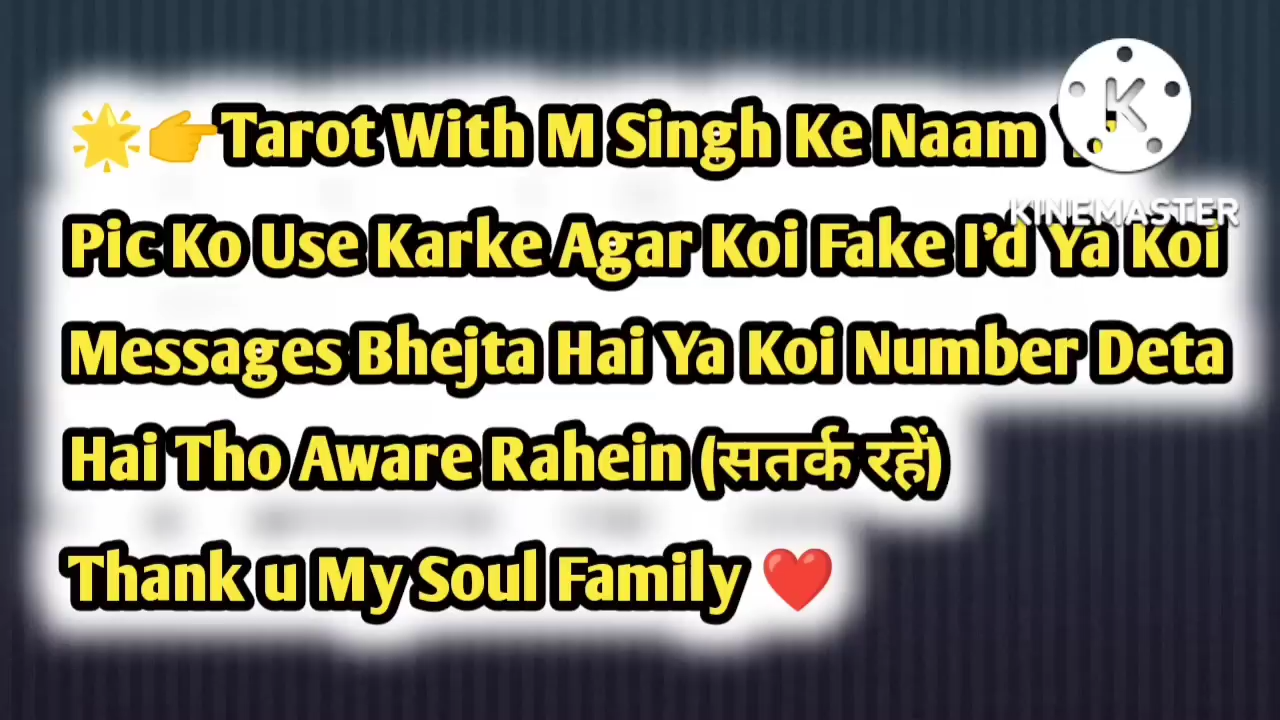 🌟👉Tarot With M Singh Ke Naam
Pic Ko Use Karke Agar Koi Fake I’d Ya Koi
Messages Bhejta Hai Ya Koi Number Deta
Hai Tho Aware Rahein (सतर्क रहें)
Thank u My Soul Family ❤️
K
KINEMASTER